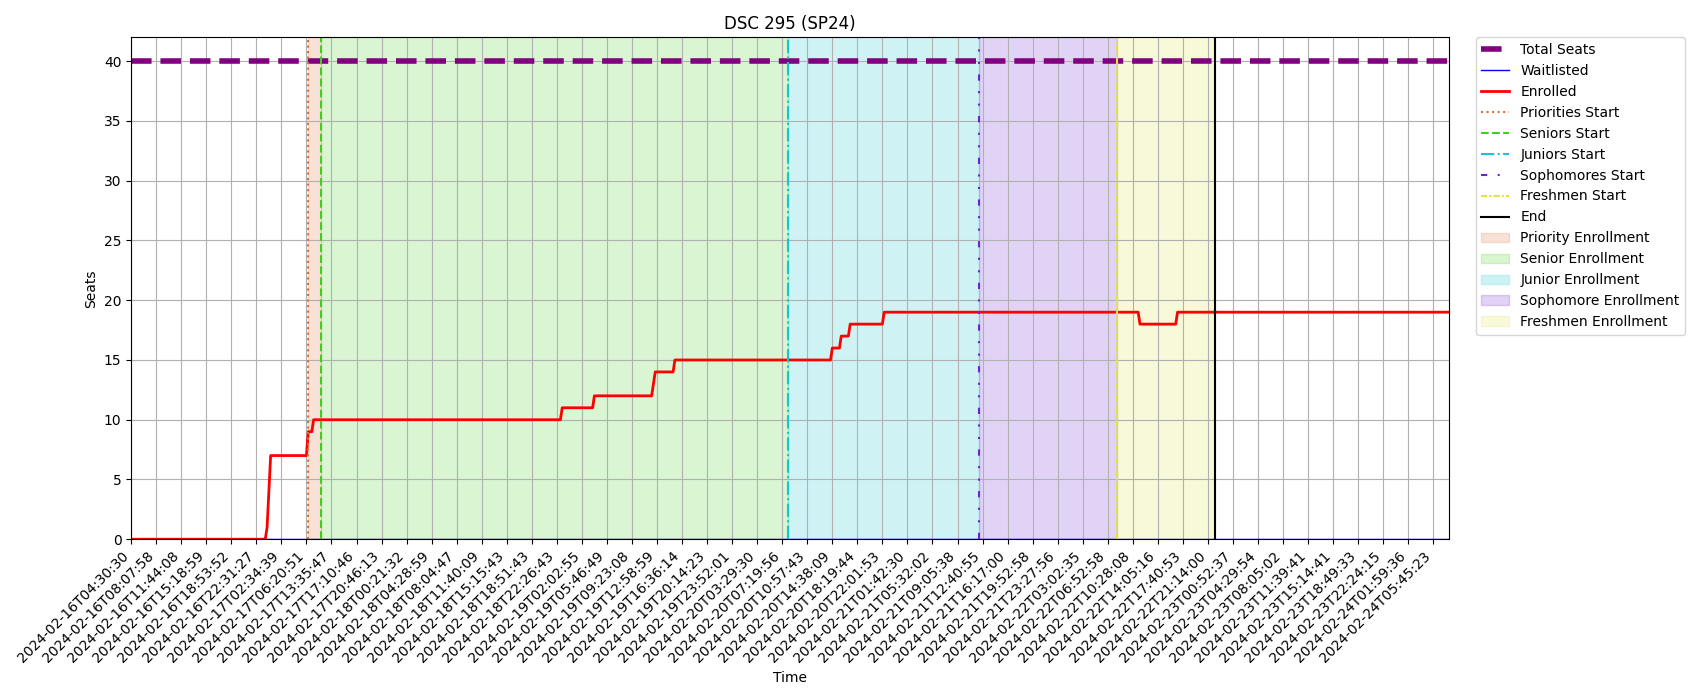 DSC 295 (SP24)
Seats
40
35
30
25
20
15
10
5
0
2024-02-16T04:30:30
2024-02-16T08:07:58
2024-02-16T11:44:08
2024-02-16T15:18:59
2024-02-16T18:53:52
2024-02-16T22:31:27
2024-02-17T02:34:39
2024-02-17T06:20:51
2024-02-17T13:35:47
2024-02-17T17:10:46
2024-02-17T20:46:13
2024-02-18T00:21:32
2024-02-18T04:28:59
2024-02-18T08:04:47
2024-02-18T11:40:09
2024-02-18T15:15:43
2024-02-18T18:51:43
2024-02-18T22:26:43
2024-02-19T02:02:55
2024-02-19T05:46:49
2024-02-19T09:23:08
2024-02-19T12:58:59
2024-02-19T16:36:14
2024-02-19T20:14:23
2024-02-19T23:52:01
2024-02-20T03:29:30
2024-02-20T07:19:56
2024-02-20T10:57:43
2024-02-20T14:38:09
2024-02-20T18:19:44
2024-02-20T22:01:53
2024-02-21T01:42:30
2024-02-21T05:32:02
2024-02-21T09:05:38
2024-02-21T12:40:55
2024-02-21T16:17:00
2024-02-21T19:52:58
2024-02-21T23:27:56
2024-02-22T03:02:35
2024-02-22T06:52:58
2024-02-22T10:28:08
2024-02-22T14:05:16
2024-02-22T17:40:53
2024-02-22T21:14:00
2024-02-23T00:52:37
2024-02-23T04:29:54
2024-02-23T08:05:02
2024-02-23T11:39:41
2024-02-23T15:14:41
2024-02-23T18:49:33
2024-02-23T22:24:15
2024-02-24T01:59:36
2024-02-24T05:45:23
Time
Total Seats
Waitlisted
Enrolled
Priorities Start
Seniors Start
Juniors Start
Sophomores Start
Freshmen Start
End
Priority Enrollment
Senior Enrollment
Junior Enrollment
Sophomore Enrollment
Freshmen Enrollment